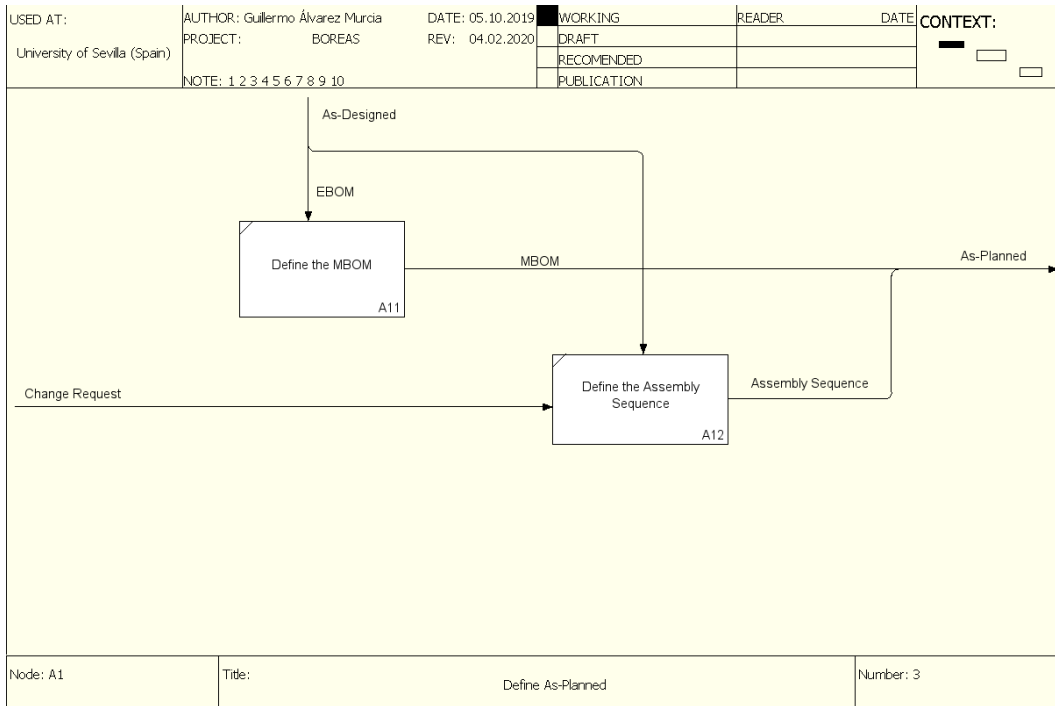 USED AT:
University of Sevilla (Spain)
AUTHOR: Guillermo Álvarez Murcia
DATE: 05.10.2019
PROJECT: BOREAS
REV: 04.02.2020
NOTE: 1 2 3 4 5 6 7 8 9 10
WORKING
DRAFT
RECOMENDED
PUBLICATION
READER DATE
CONTEXT:
As-Designed
EBOM
Define the MBOM
A11
MBOM
As-Planned
Change Request
Define the Assembly
Sequence
A12
Assembly Sequence
Node: A1
Title:
Define As-Planned
Number: 3